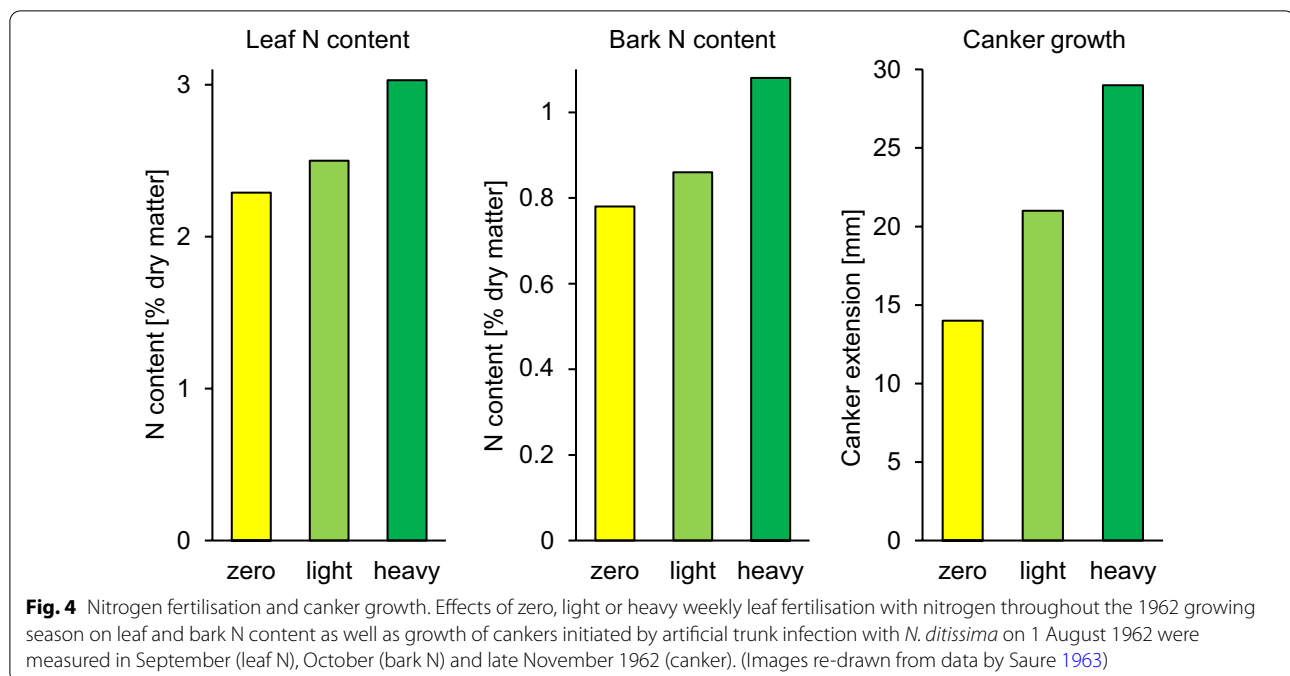 Leaf N content
Bark N content
Canker growth
N content [% dry matter]
3
2
1
0
zero light heavy
N content [% dry matter]
1
0.8
0.6
0.4
0.2
0
zero light heavy
Canker extension [mm]
30
25
20
15
10
5
0
zero light heavy
Fig. 4 Nitrogen fertilisation and canker growth. Effects of zero, light or heavy weekly leaf fertilisation with nitrogen throughout the 1962 growing
season on leaf and bark N content as well as growth of cankers initiated by artificial trunk infection with N. ditissima on 1 August 1962 were
measured in September (leaf N), October (bark N) and late November 1962 (canker). (Images re-drawn from data by Saure 1963)